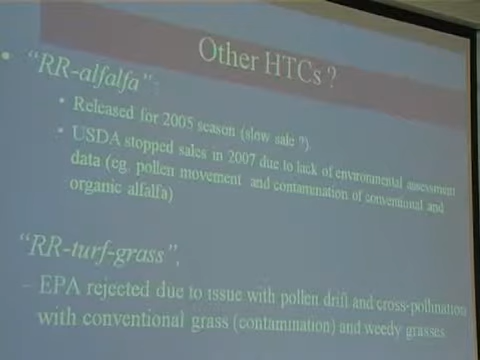 Other HTCs ?
• "RR-alfalfa":
• Released for 2005 season (slow sale ?)
• USDA stopped sales in 2007 due to lack of environmental assessment
data (eg. pollen movement and contamination of conventional and
organic alfalfa)
"RR-turf-grass",
– EPA rejected due to issue with pollen drift and cross-pollination
with conventional grass (contamination) and weedy grasses